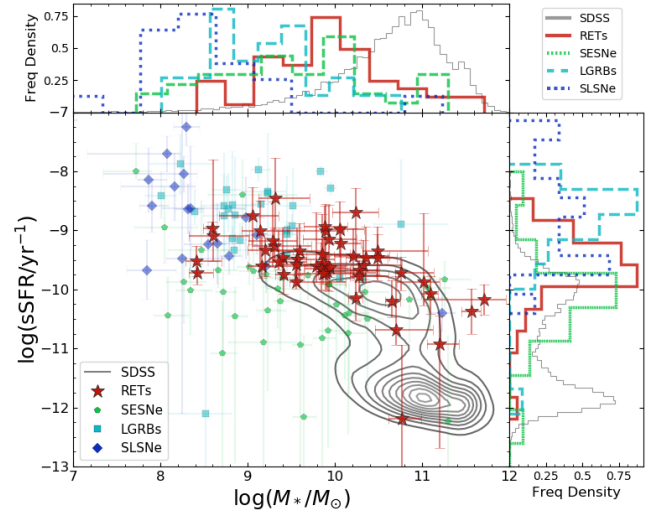 0.75
0.50
0.25
−7
Freq Density
SDSS
RETs
SESNe
LGRBs
SLSNe
−8
−9
−10
−11
−12
−13
log(sSFR/yr⁻¹)
SDSS
RETs
SESNe
LGRBs
SLSNe
7 8 9 10 11 12
log(M*/M⊙)
0.25 0.50 0.75
Freq Density